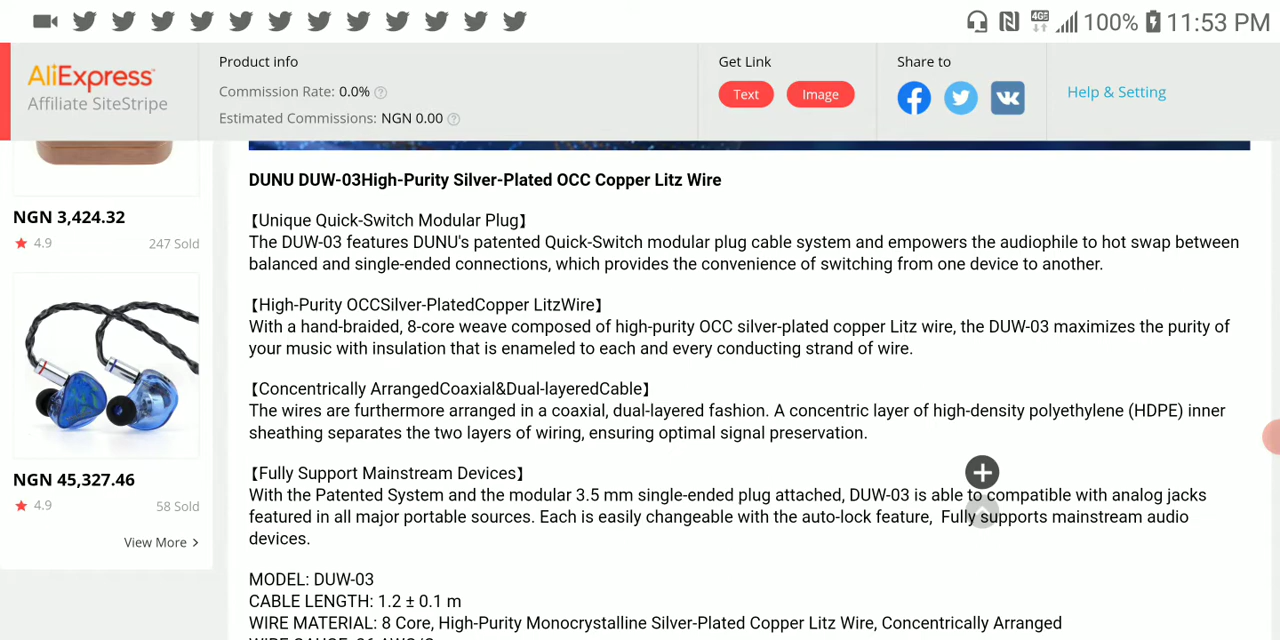 100% 11:53 PM
4GE
AliExpress™
Affiliate SiteStripe
Product info
Commission Rate: 0.0% ?
Estimated Commissions: NGN 0.00 ?
Get Link
Text Image
Share to
Help & Setting
NGN 3,424.32
4.9 247 Sold
NGN 45,327.46
4.9 58 Sold
View More >
DUNU DUW-03High-Purity Silver-Plated OCC Copper Litz Wire
【Unique Quick-Switch Modular Plug】
The DUW-03 features DUNU's patented Quick-Switch modular plug cable system and empowers the audiophile to hot swap between
balanced and single-ended connections, which provides the convenience of switching from one device to another.
【High-Purity OCCSilver-PlatedCopper LitzWire】
With a hand-braided, 8-core weave composed of high-purity OCC silver-plated copper Litz wire, the DUW-03 maximizes the purity of
your music with insulation that is enameled to each and every conducting strand of wire.
【Concentrically ArrangedCoaxial&Dual-layeredCable】
The wires are furthermore arranged in a coaxial, dual-layered fashion. A concentric layer of high-density polyethylene (HDPE) inner
sheathing separates the two layers of wiring, ensuring optimal signal preservation.
【Fully Support Mainstream Devices】
With the Patented System and the modular 3.5 mm single-endd plug attached, DUW-03 is able to compatible with analog jacks
featured in all major portable sources. Each is easily changeable with the auto-lock feature,  Fully supports mainstream audio
devices.
MODEL: DUW-03
CABLE LENGTH: 1.2 ± 0.1 m
WIRE MATERIAL: 8 Core, High-Purity Monocrystalline Silver-Plated Copper Litz Wire, Concentrically Arranged